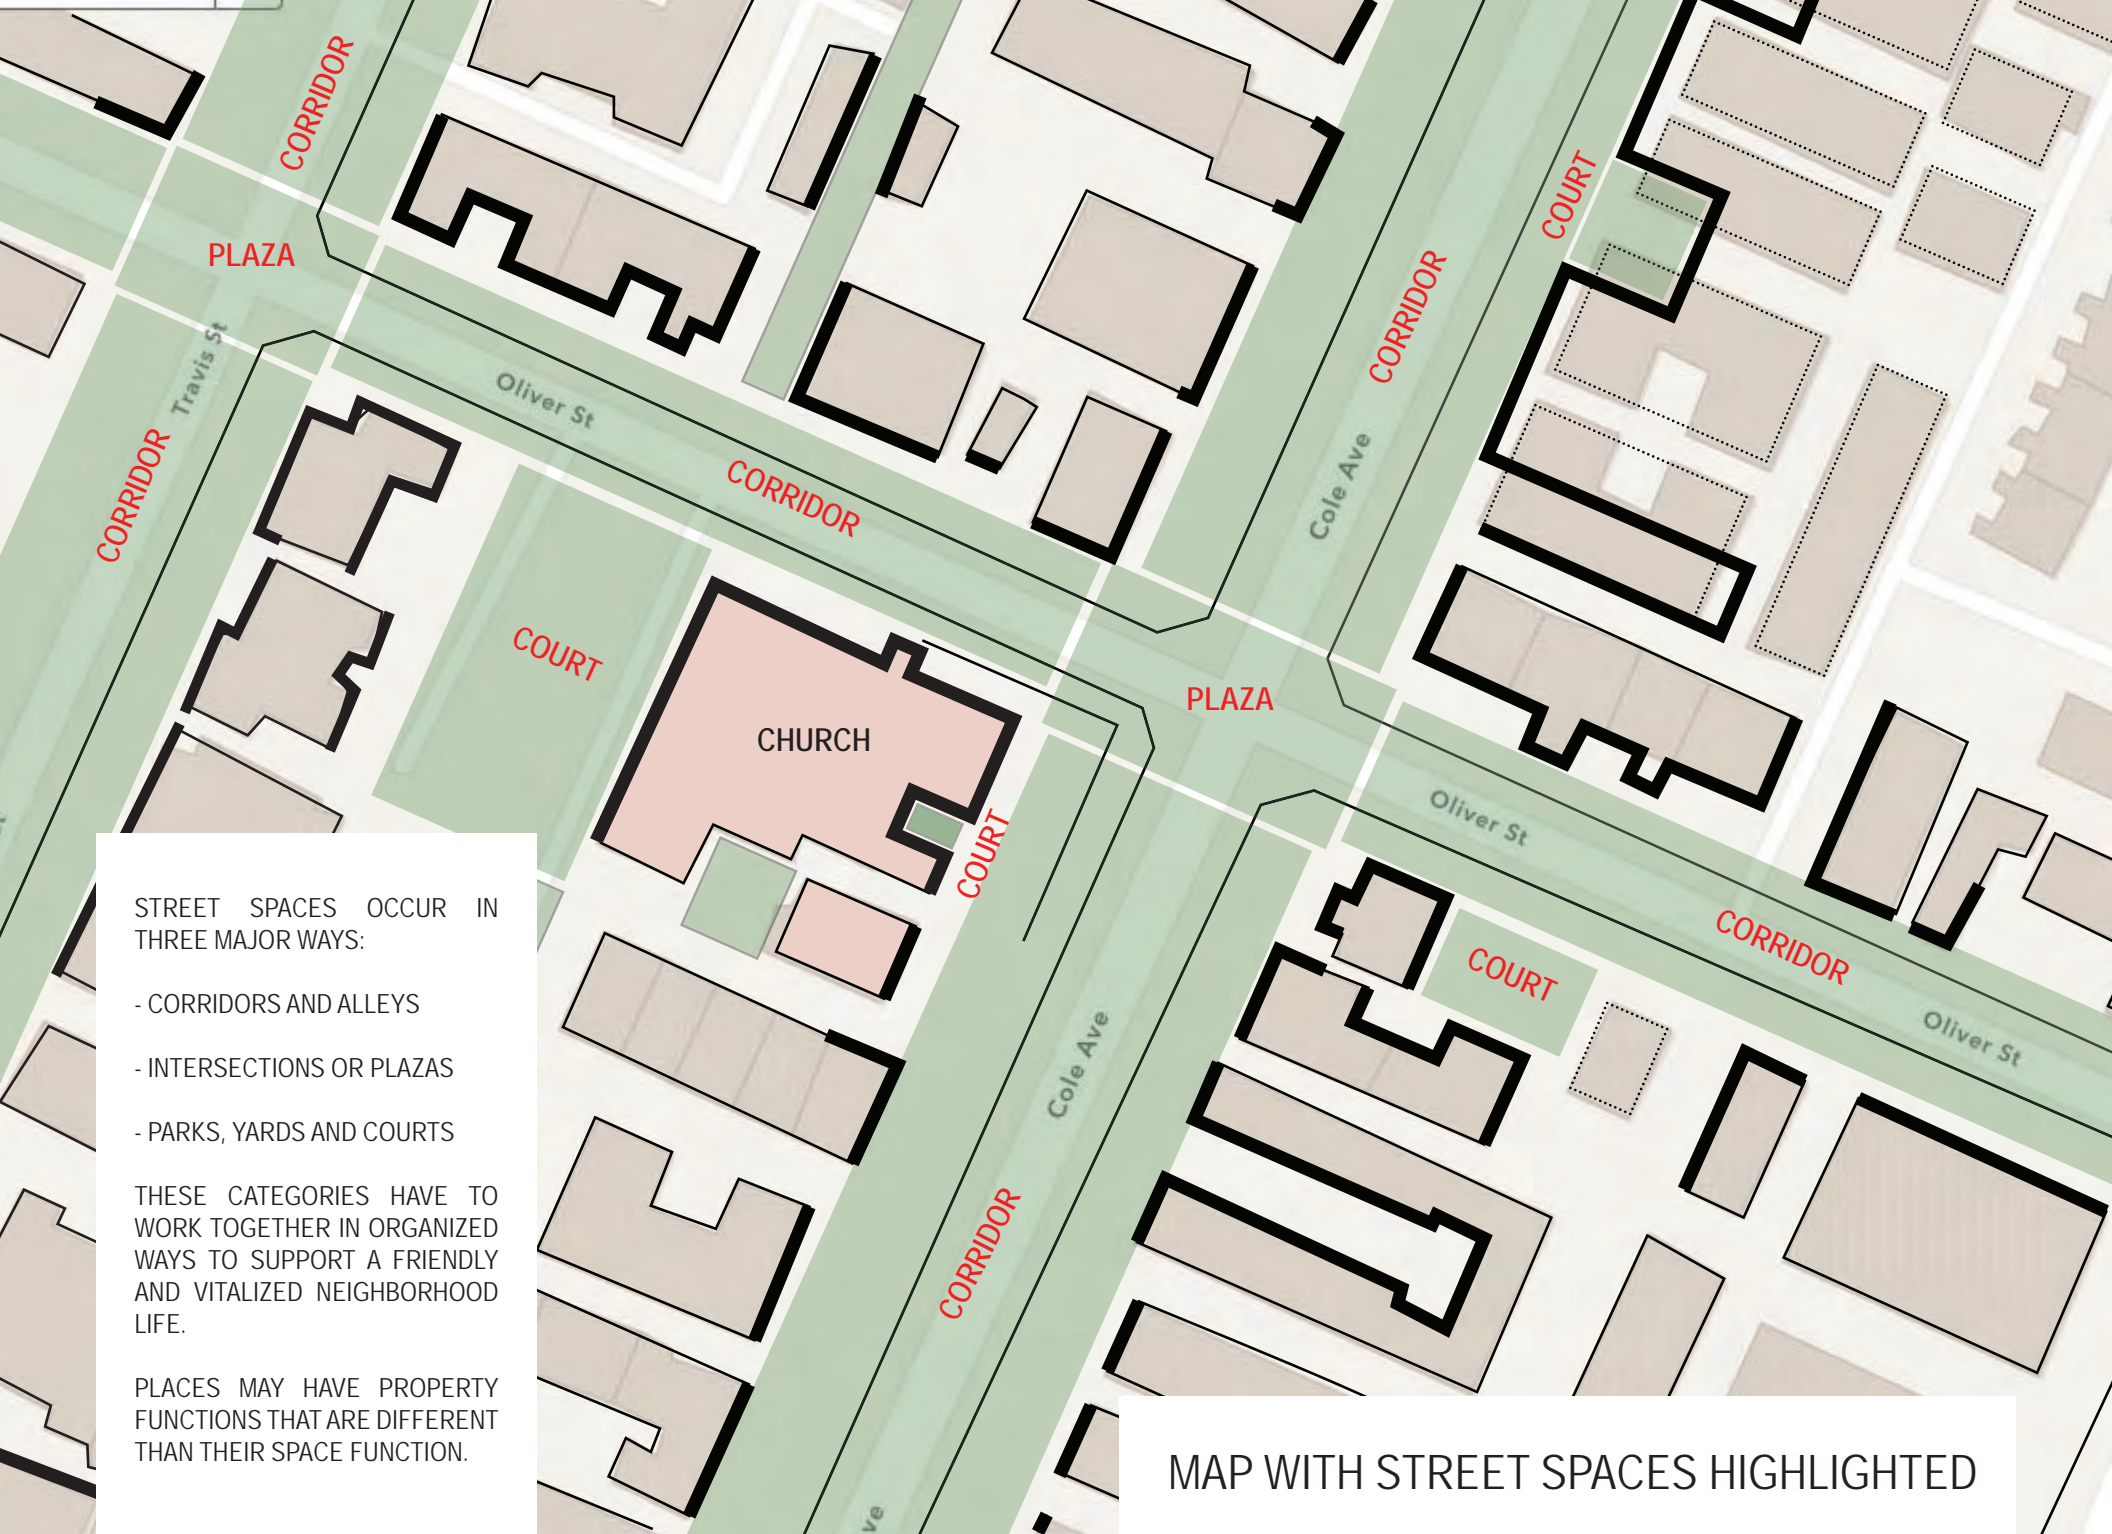 CORRIDOR
COURT
PLAZA
CORRIDOR
Travis St
Oliver St
CORRIDOR
CORRIDOR
Cole Ave
COURT
PLAZA
CHURCH
COURT
Oliver St
CORRIDOR
COURT
CORRIDOR
Oliver St
Cole Ave
CORRIDOR
STREET SPACES OCCUR IN
THREE MAJOR WAYS:
- CORRIDORS AND ALLEYS
- INTERSECTIONS OR PLAZAS
- PARKS, YARDS AND COURTS
THESE CATEGORIES HAVE TO
WORK TOGETHER IN ORGANIZED
WAYS TO SUPPORT A FRIENDLY
AND VITALIZED NEIGHBORHOOD
LIFE.
PLACES MAY HAVE PROPERTY
FUNCTIONS THAT ARE DIFFERENT
THAN THEIR SPACE FUNCTION.
MAP WITH STREET SPACES HIGHLIGHTED